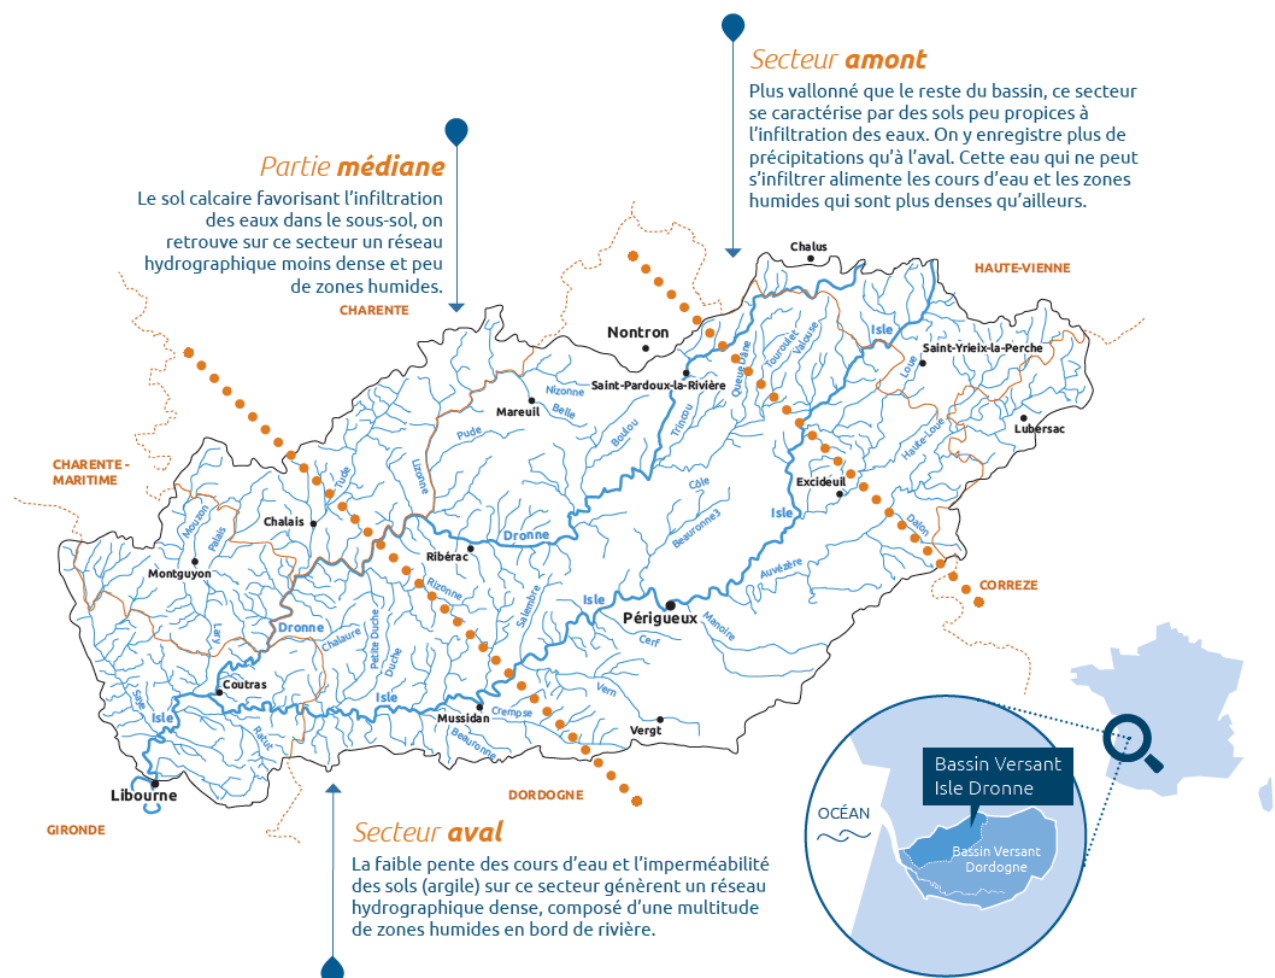 Secteur amont
Plus vallonné que le reste du bassin, ce secteur
se caractérise par des sols peu propices à
l'infiltration des eaux. On y enregistre plus de
précipitations qu'à l'aval. Cette eau qui ne peut
s'infiltrer alimente les cours d'eau et les zones
humides qui sont plus denses qu'ailleurs.
Partie médiane
Le sol calcaire favorisant l'infiltration
des eaux dans le sous-sol, on
retrouve sur ce secteur un réseau
hydrographique moins dense et peu
de zones humides.
CHARENTE
Chalus
HAUTE-VIENNE
Nontron
Isle
Saint-Yrieix-la-Perche
Loue
Touroulet
Valouse
Queue Dâne
Saint-Pardoux-la-Rivière
Nizonne
Belle
Mareuil
Trincou
Boulou
Pude
Lubersac
Haute-Loue
CHARENTE -
MARITIME
Tude
Lizonne
Excideuil
Côle
Isle
Beauronne3
Dalon
Mouzon
Palais
Chalais
Dronne
Ribérac
Montguyon
Auvézère
CORREZE
Rizonne
Salembre
Isle
Périgueux
Manoire
Cerf
Lary
Dronne
Chalaure
Petite Duche
Duche
Coutras
Saye
Isle
Isle
Vern
Crempse
Mussidan
Beauronne
Vergt
Ratut
Libourne
DORDOGNE
GIRONDE
Secteur aval
La faible pente des cours d'eau et l'imperméabilité
des sols (argile) sur ce secteur génèrent un réseau
hydrographique dense, composé d'une multitude
de zones humides en bord de rivière.
Bassin Versant
Isle Dronne
OCÉAN
Bassin Versant
Dordogne